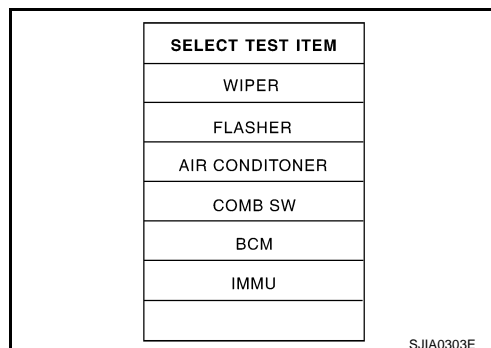 SELECT TEST ITEM
WIPER
FLASHER
AIR CONDITONER
COMB SW
BCM
IMMU
SJIA0303E